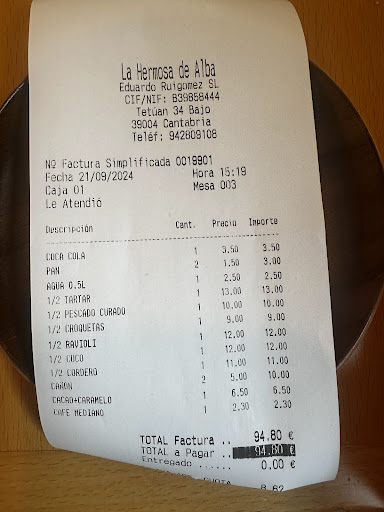 La Hermosa de Alba
Eduardo Ruigomez SL
CIF/NIF: B39858444
Tetúan 34 Bajo
39004 Cantabria
Teléf: 942809108
Nº Factura Simplificada 0019901
Fecha 21/09/2024 Hora 15:19
Caja 01 Mesa 003
Le Atendió
Descripción Cant. Precio Importe
COCA COLA 1 3.50 3.50
PAN 2 1.50 3.00
AGUA 0.5L 1 2.50 2.50
1/2 TARTAR 1 13.00 13.00
1/2 PESCADO CURADO 1 10.00 10.00
1/2 CROQUETAS 1 9.00 9.00
1/2 RAVIOLI 1 12.00 12.00
1/2 COCO 1 12.00 12.00
1/2 CORDERO 1 11.00 11.00
CAÑON 2 5.00 10.00
CACAO+CARAMELO 1 6.50 6.50
CAFE MEDIANO 1 2.30 2.30
TOTAL Factura .. 94.80 €
TOTAL a Pagar .. 94.80 €
Entregado ...... 0.00 €
CUOTA 8.62